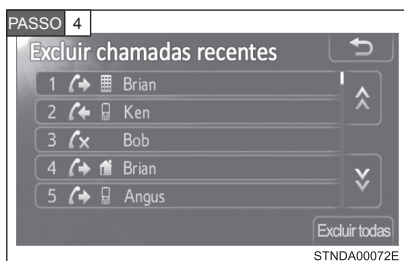 PASSO 4
Excluir chamadas recentes
1 Brian
2 Ken
3 Bob
4 Brian
5 Angus
Excluir todas
STNDA00072E